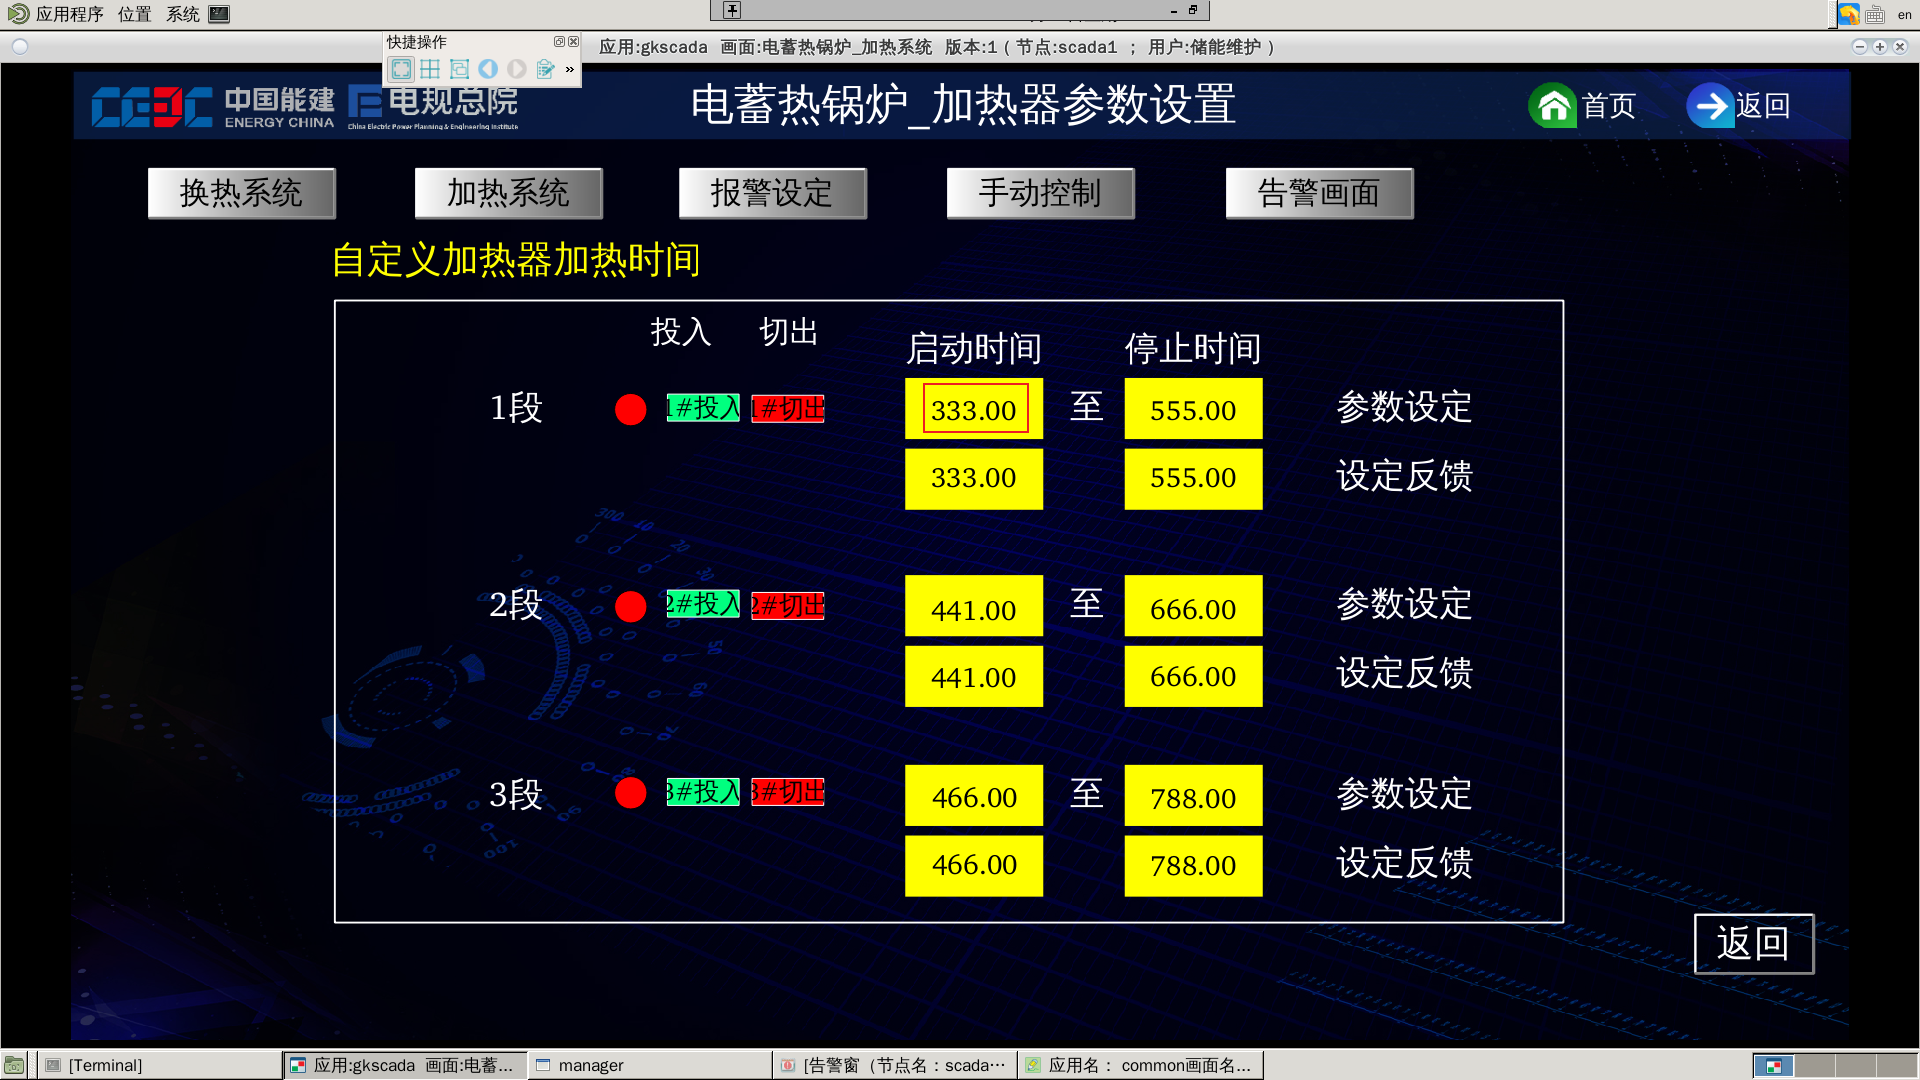 应用程序 位置 系统
en
快捷操作
应用:gkscada 画面:电蓄热锅炉_加热系统 版本:1 ( 节点:scada1 ; 用户:储能维护 )
»
CEEC 中国能建
ENERGY CHINA
电规总院
China Electric Power Planning & Engineering Institute
电蓄热锅炉_加热器参数设置
首页
返回
换热系统
加热系统
报警设定
手动控制
告警画面
自定义加热器加热时间
投入 切出
启动时间 停止时间
1段 1#投入 1#切出 333.00 至 555.00 参数设定
333.00 555.00 设定反馈
2段 2#投入 2#切出 441.00 至 666.00 参数设定
441.00 666.00 设定反馈
3段 3#投入 3#切出 466.00 至 788.00 参数设定
466.00 788.00 设定反馈
返回
[Terminal]
应用:gkscada 画面:电蓄...
manager
[告警窗（节点名：scada...
应用名： common画面名...